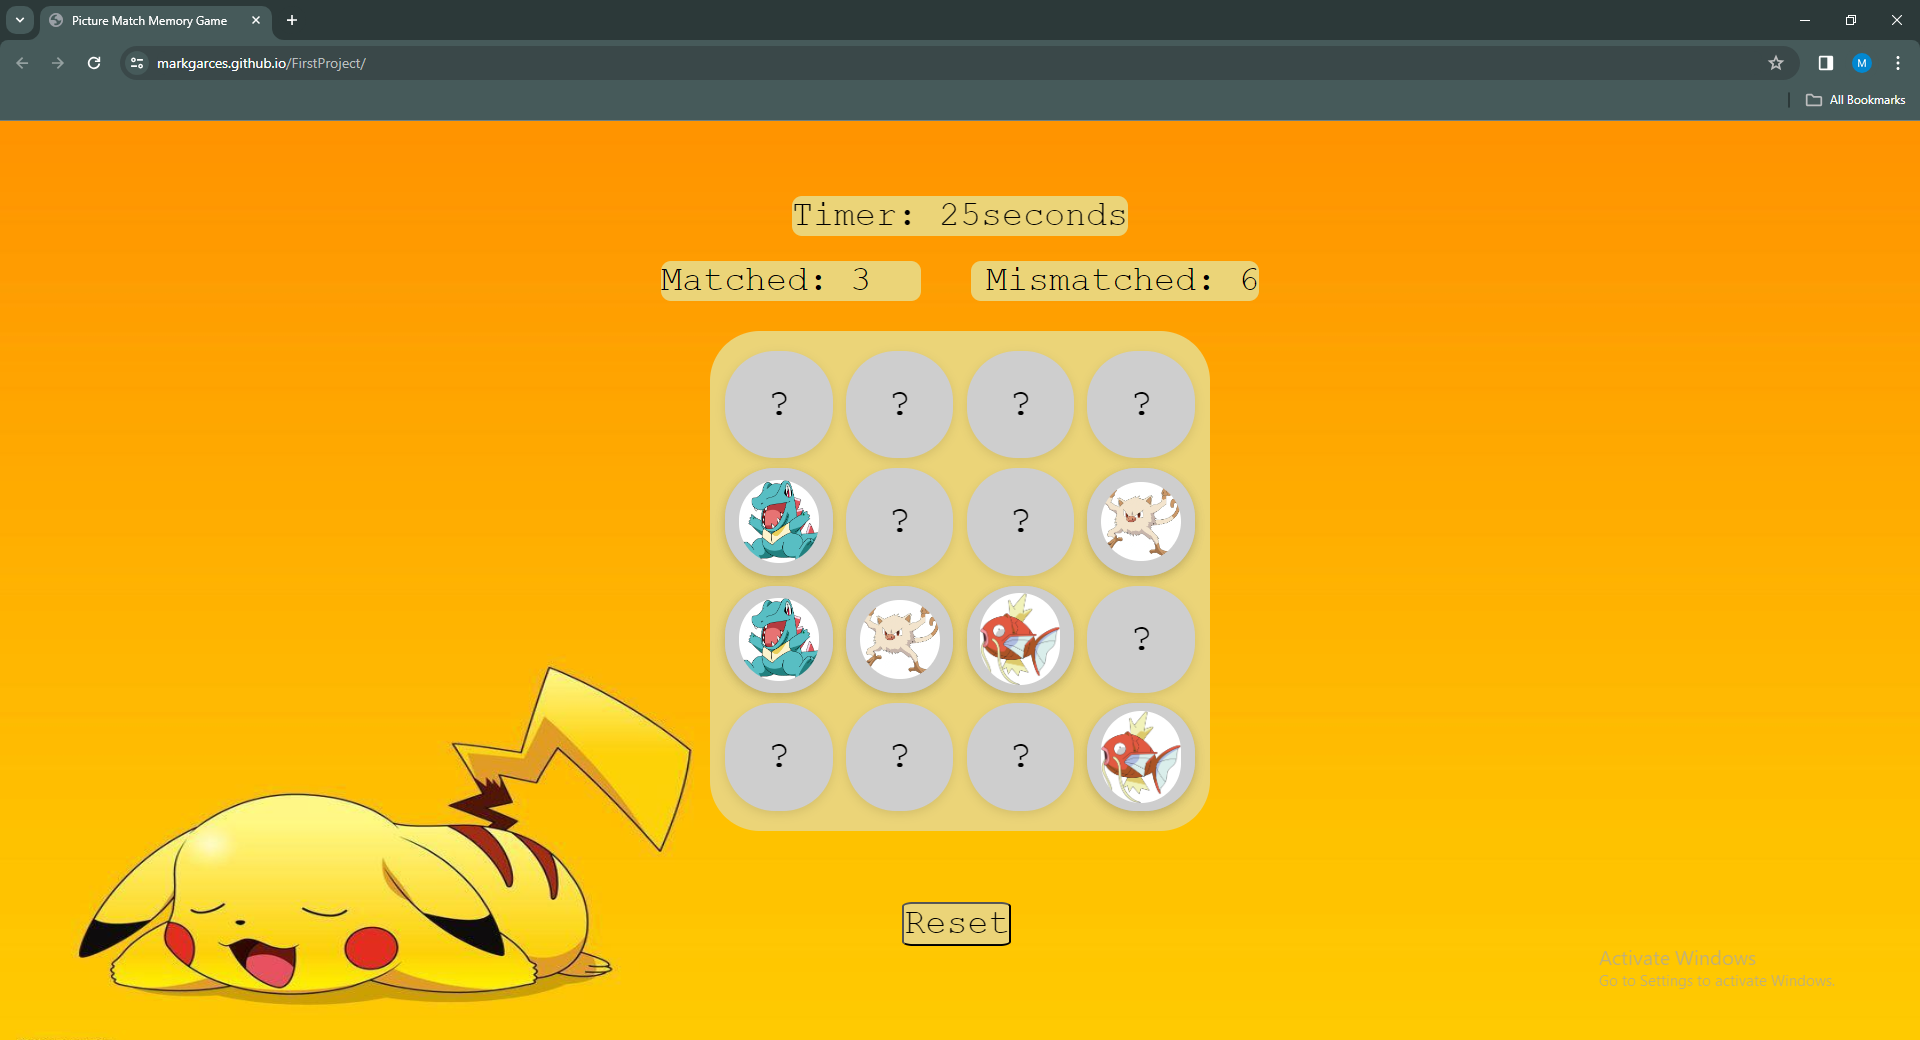 Picture Match Memory Game
markgarces.github.io/FirstProject/
M
All Bookmarks
Timer: 25seconds
Matched: 3
Mismatched: 6
? ? ? ?
? ?
?
? ? ?
Reset
Activate Windows
Go to Settings to activate Windows.